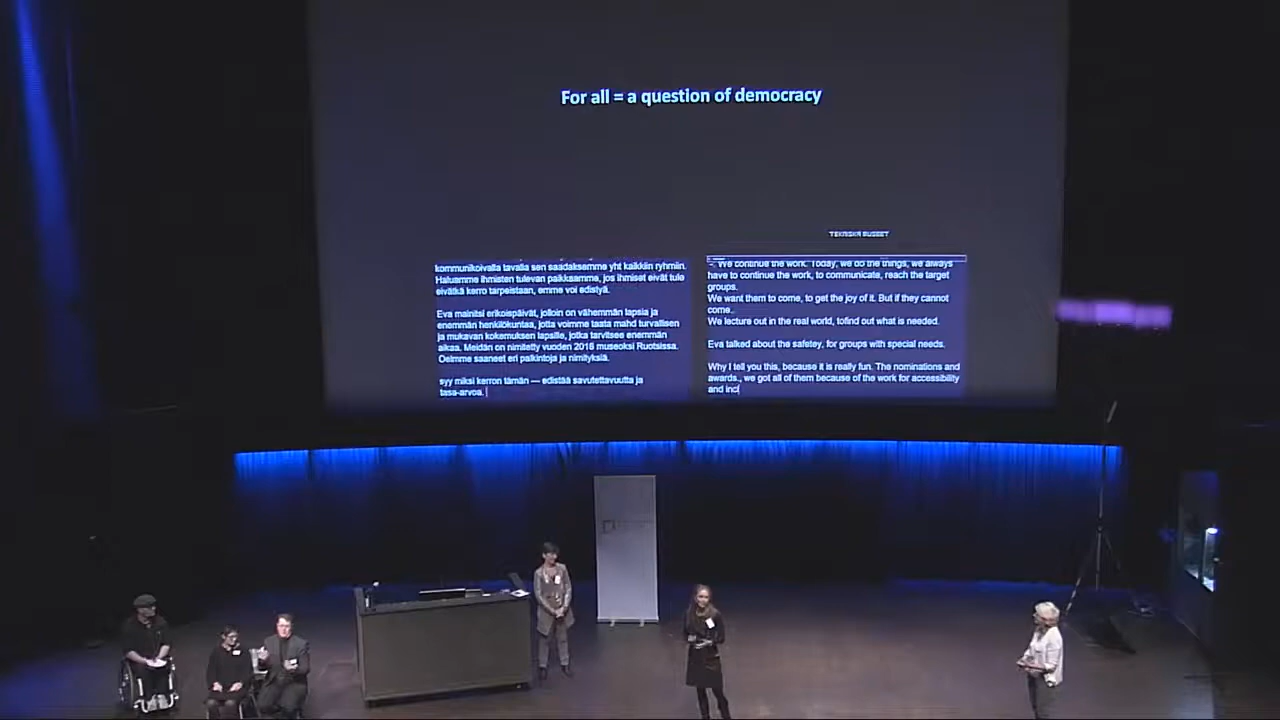 For all = a question of democracy
TEKNISKA MUSEET
kommunikoivalla tavalla sen saadaksemme yht kaikkiin ryhmiin.
Haluamme ihmisten tulevan paikkaamme, jos ihmiset eivät tule
eivätkä kerro tarpeistaan, emme voi edistyä.
Eva mainitsi erikoispäivät, jolloin on vähemmän lapsia ja
enemmän henkilökuntaa, jotta voimme taata mahd turvallisen
ja mukavan kokemuksen lapsille, jotka tarvitsee enemmän
aikaa. Meidän on nimitetty vuoden 2016 museoksi Ruotsissa.
Oelmme saaneet eri palkintoja ja nimityksiä.
syy miksi kerron tämän — edistää savutettavuutta ja
tasa-arvoa.
-. We continue the work. Today, we do the things, we always
have to continue the work, to communicate, reach the target
groups.
We want them to come, to get the joy of it. But if they cannot
come..
We lecture out in the real world, tofind out what is needed.
Eva talked about the safetey, for groups with special needs.
Why I tell you this, because it is really fun. The nominations and
awards., we got all of them because of the work for accessibility
and incl